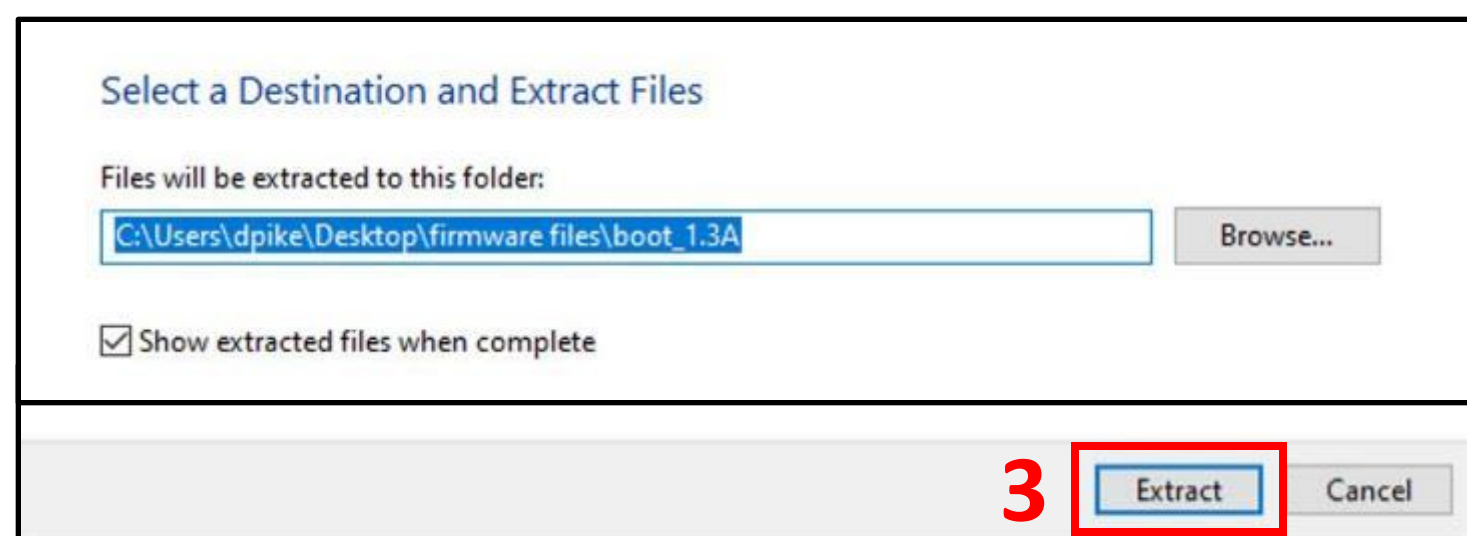 Select a Destination and Extract Files
Files will be extracted to this folder:
C:\Users\dpike\Desktop\firmware files\boot_1.3A
Browse...
Show extracted files when complete
3
Extract
Cancel